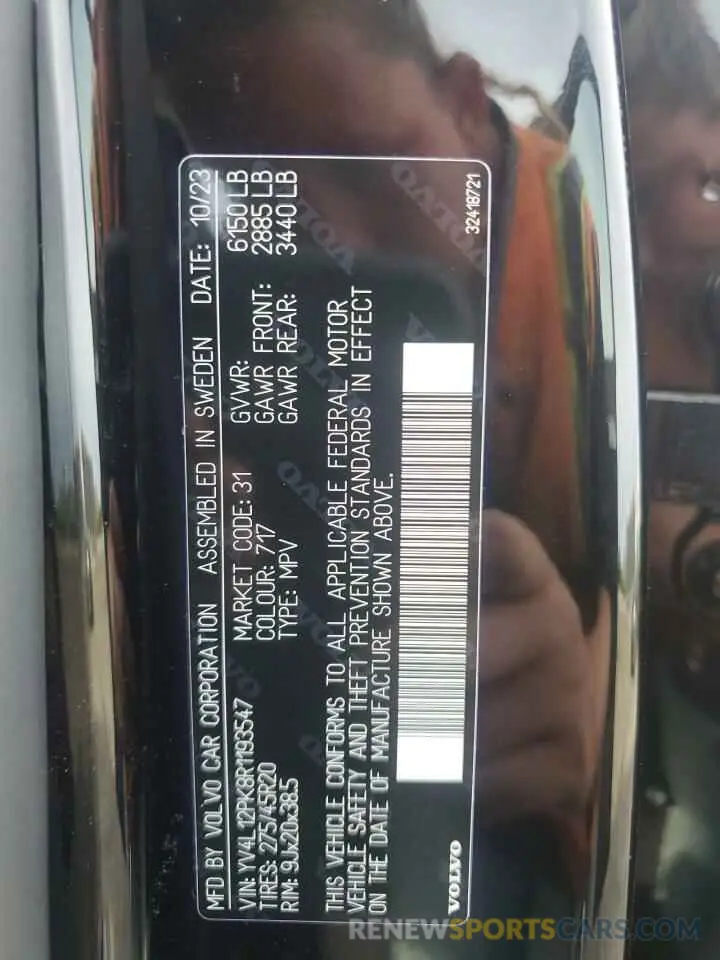 MFD BY VOLVO CAR CORPORATION ASSEMBLED IN SWEDEN DATE: 10/23
VIN: YV4L12PK8R1193547 MARKET CODE: 31 GVWR: 6150 LB
TIRES: 275/45R20 COLOUR: 717 GAWR FRONT: 2885 LB
RIM: 9Jx20x38.5 TYPE: MPV GAWR REAR: 3440 LB
THIS VEHICLE CONFORMS TO ALL APPLICABLE FEDERAL MOTOR
VEHICLE SAFETY AND THEFT PREVENTION STANDARDS IN EFFECT
ON THE DATE OF MANUFACTURE SHOWN ABOVE.
VOLVO 32418721
RENEWSPORTSCARS.COM